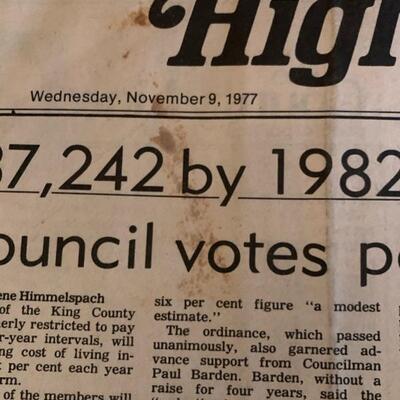 High
Wednesday, November 9, 1977
37,242 by 1982
ouncil votes p
ene Himmelspach
of the King County
erly restricted to pay
r-year intervals, will
ng cost of living in-
per cent each year
rm.
of the members will
six per cent figure "a modest
estimate."
The ordinance, which passed
unanimously, also garnered ad-
vance support from Councilman
Paul Barden. Barden, without a
raise for four years, said the